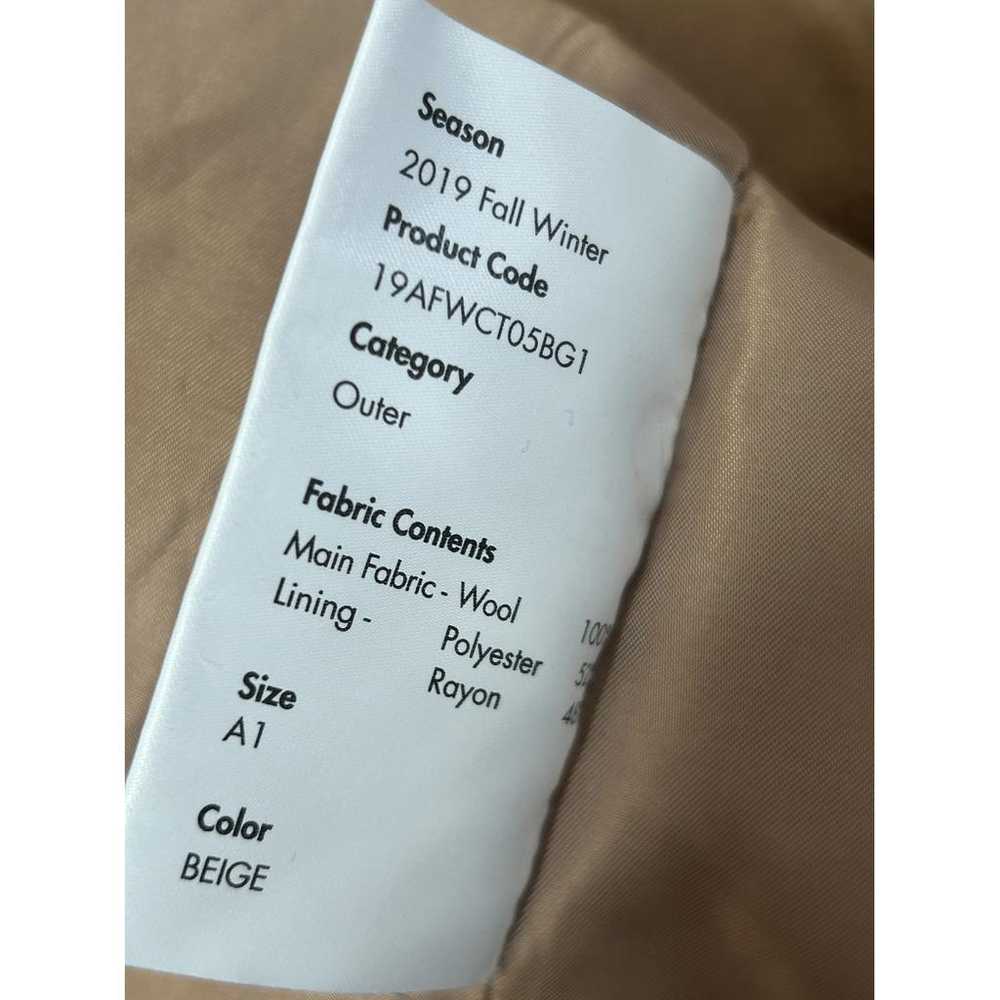 Season
2019 Fall Winter
Product Code
19AFWCT05BG1
Category
Outer
Fabric Contents
Main Fabric - Wool
Lining - Polyester
Rayon
Size
A1
Color
BEIGE